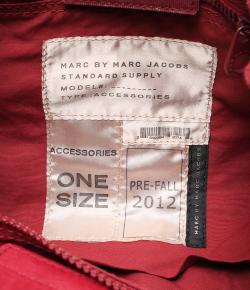 MARC BY MARC JACOBS
STANDARD SUPPLY
MODEL#:
TYPE: ACCESSORIES
ACCESSORIES
ONE
SIZE
PRE-FALL
2012
MARC BY MARC JACOBS